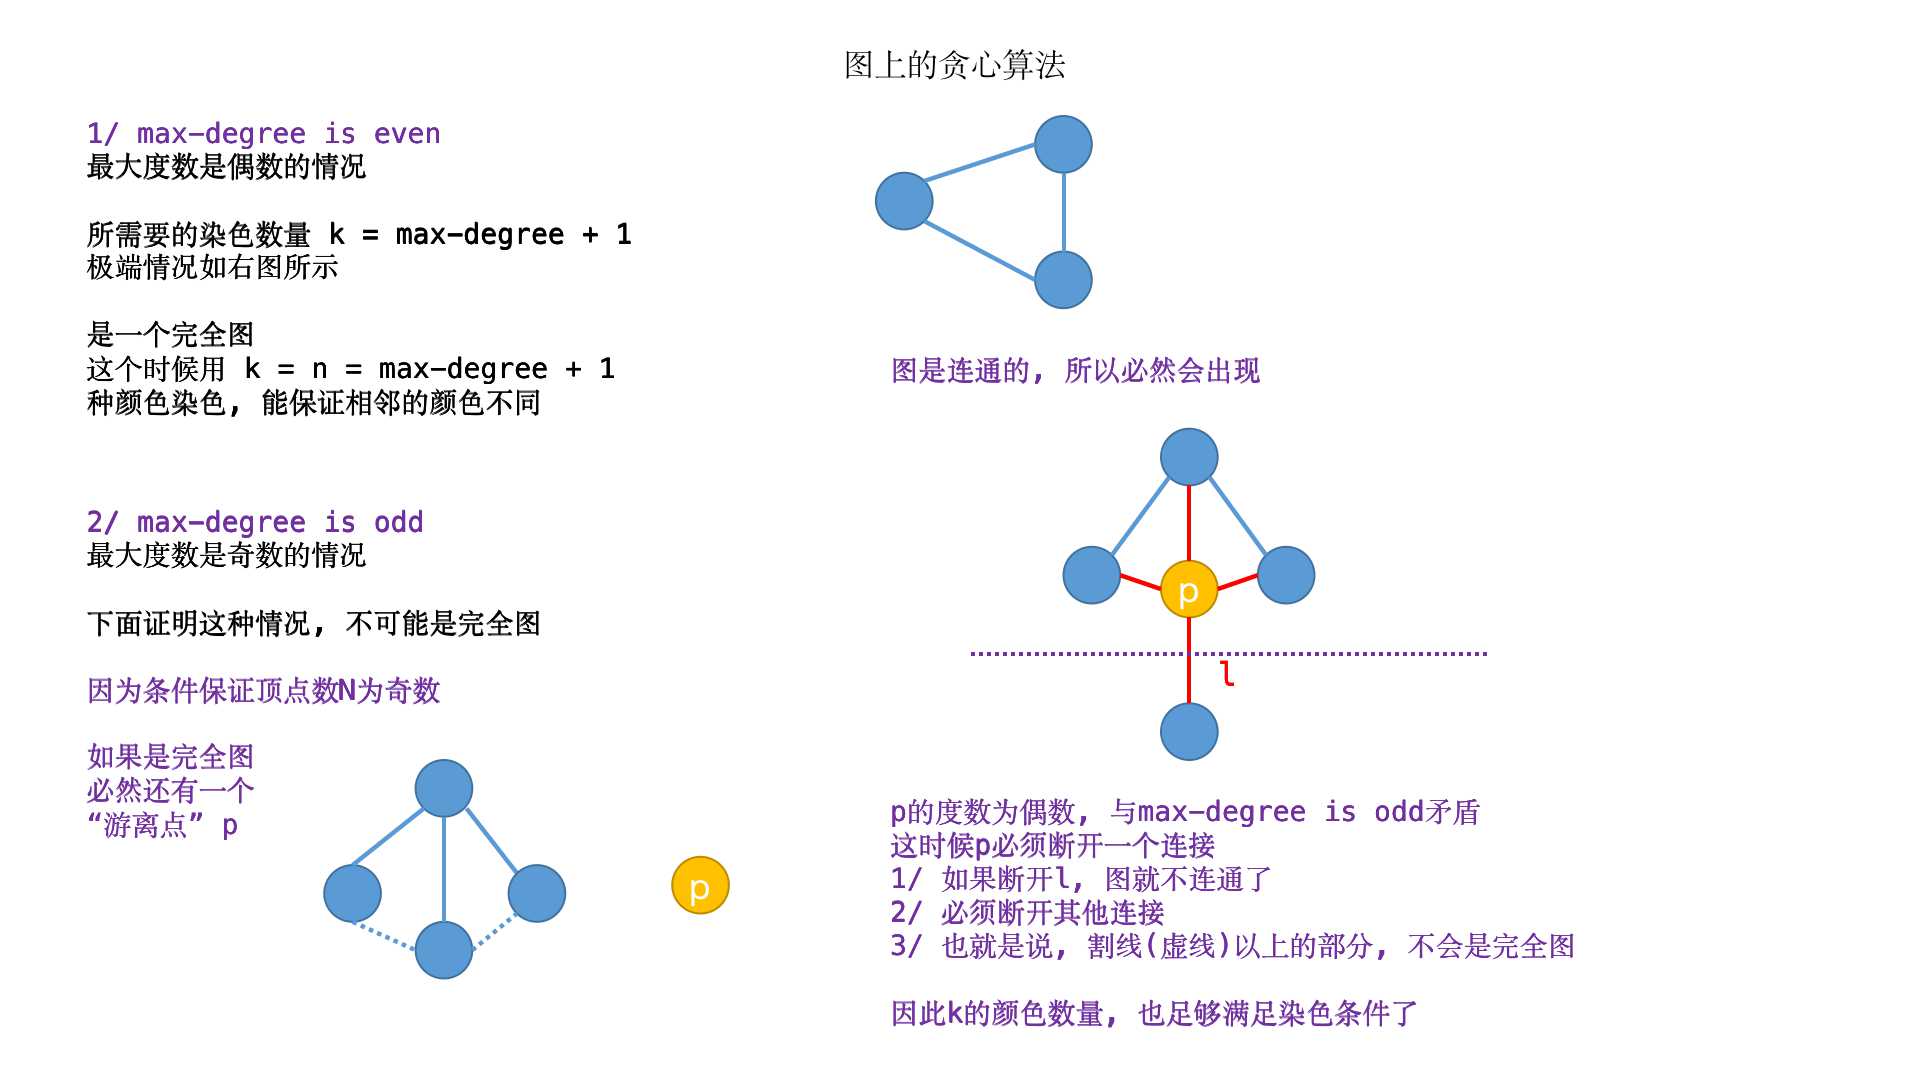 图上的贪心算法
1/ max-degree is even
最大度数是偶数的情况
所需要的染色数量 k = max-degree + 1
极端情况如右图所示
是一个完全图
这个时候用 k = n = max-degree + 1
种颜色染色, 能保证相邻的颜色不同
2/ max-degree is odd
最大度数是奇数的情况
下面证明这种情况, 不可能是完全图
因为条件保证顶点数N为奇数
如果是完全图
必然还有一个
“游离点” p
p
图是连通的, 所以必然会出现
p
l
p的度数为偶数, 与max-degree is odd矛盾
这时候p必须断开一个连接
1/ 如果断开l, 图就不连通了
2/ 必须断开其他连接
3/ 也就是说, 割线(虚线)以上的部分, 不会是完全图
因此k的颜色数量, 也足够满足染色条件了